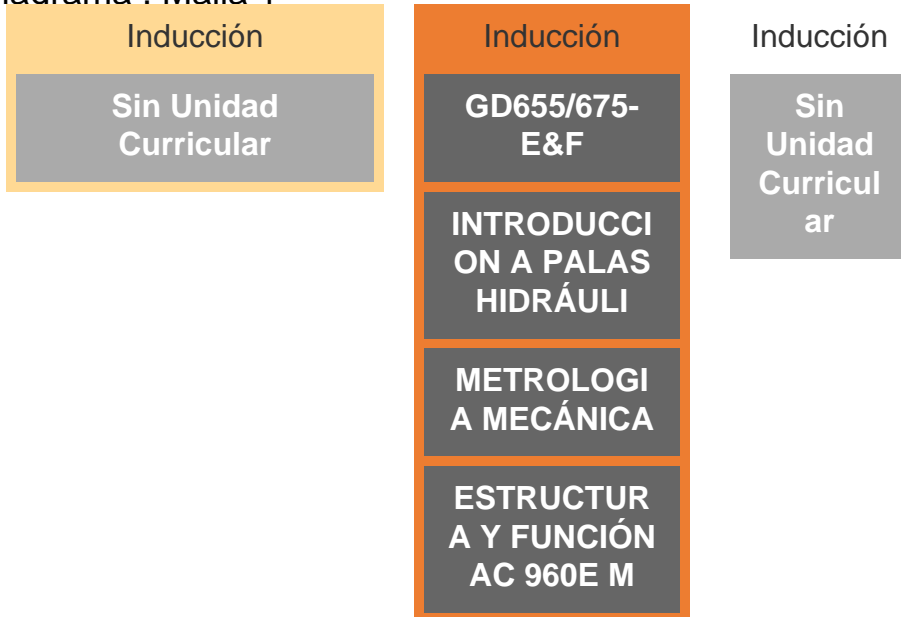 Inducción
Sin Unidad
Curricular
Inducción
GD655/675-
E&F
INTRODUCCI
ON A PALAS
HIDRÁULI
METROLOGI
A MECÁNICA
ESTRUCTUR
A Y FUNCIÓN
AC 960E M
Inducción
Sin
Unidad
Curricul
ar